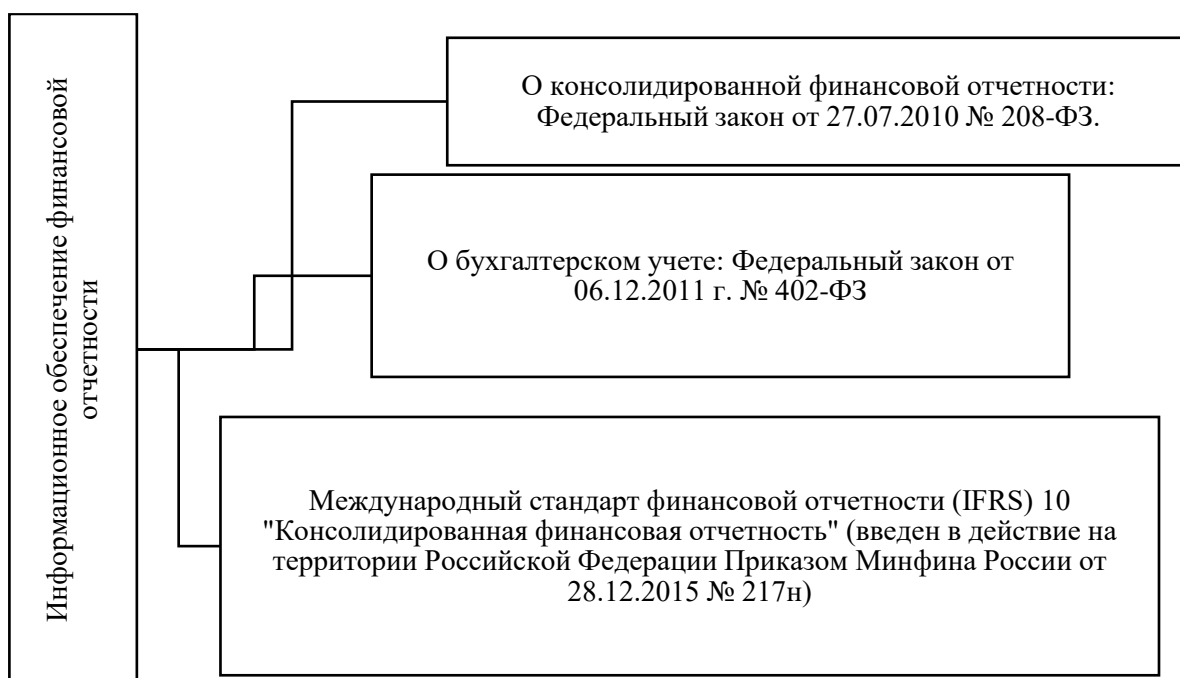 Информационное обеспечение финансовой
отчетности
О консолидированной финансовой отчетности:
Федеральный закон от 27.07.2010 № 208-ФЗ.
О бухгалтерском учете: Федеральный закон от
06.12.2011 г. № 402-ФЗ
Международный стандарт финансовой отчетности (IFRS) 10
"Консолидированная финансовая отчетность" (введен в действие на
территории Российской Федерации Приказом Минфина России от
28.12.2015 № 217н)